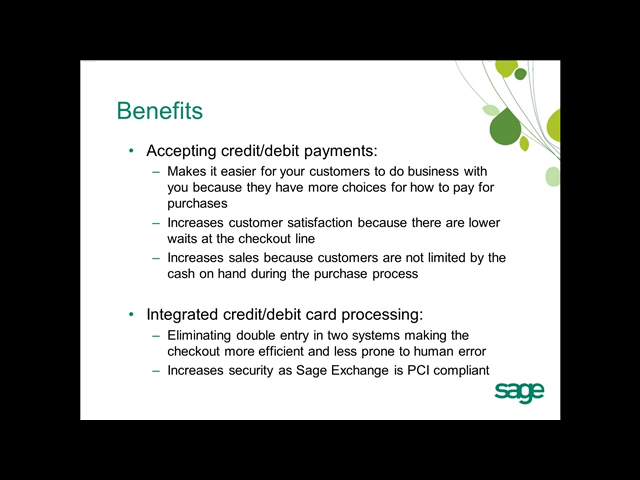 Benefits
• Accepting credit/debit payments:
– Makes it easier for your customers to do business with
you because they have more choices for how to pay for
purchases
– Increases customer satisfaction because there are lower
waits at the checkout line
– Increases sales because customers are not limited by the
cash on hand during the purchase process
• Integrated credit/debit card processing:
– Eliminating double entry in two systems making the
checkout more efficient and less prone to human error
– Increases security as Sage Exchange is PCI compliant
sage